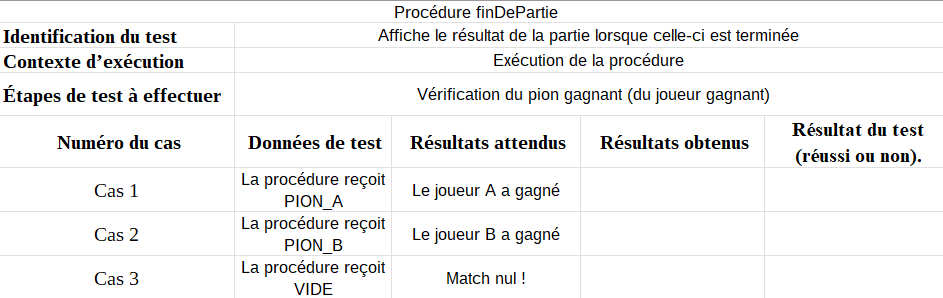 Procédure finDePartie
Identification du test Affiche le résultat de la partie lorsque celle-ci est terminée
Contexte d’exécution Exécution de la procédure
Étapes de test à effectuer Vérification du pion gagnant (du joueur gagnant)
Numéro du cas Données de test Résultats attendus Résultats obtenus Résultat du test
(réussi ou non).
Cas 1 La procédure reçoit
PION_A Le joueur A a gagné
Cas 2 La procédure reçoit
PION_B Le joueur B a gagné
Cas 3 La procédure reçoit
VIDE Match nul !